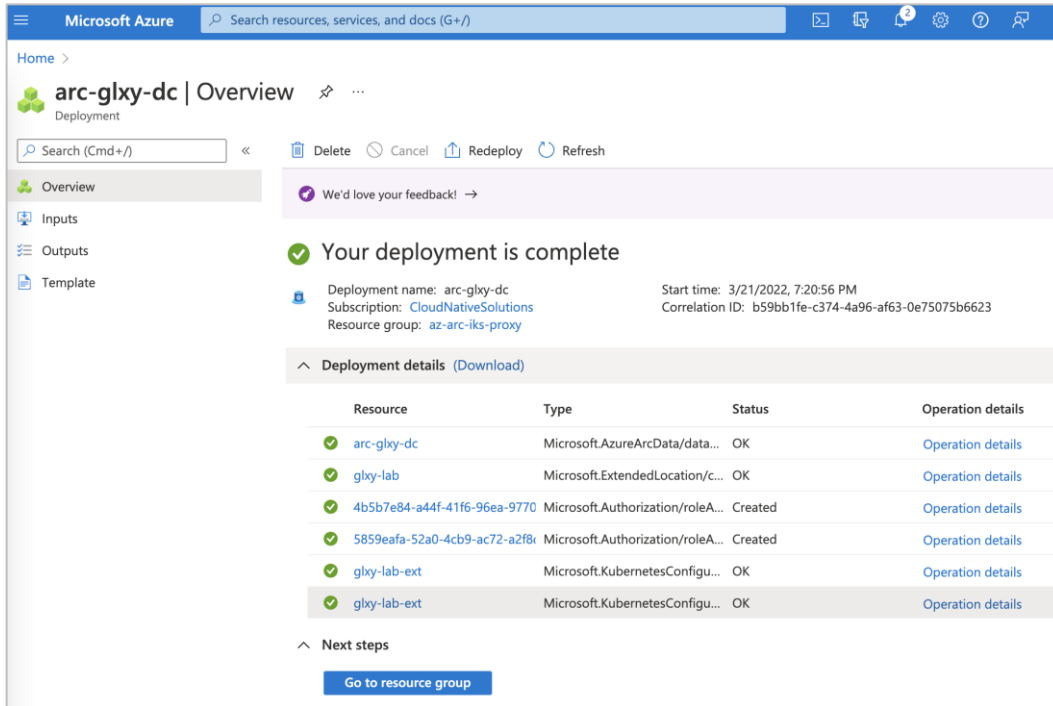 Microsoft Azure
Search resources, services, and docs (G+/)
2
Home >
arc-glxy-dc | Overview
...
Deployment
Search (Cmd+/)
«
Delete
Cancel
Redeploy
Refresh
Overview
Inputs
Outputs
Template
We'd love your feedback! →
Your deployment is complete
Deployment name: arc-glxy-dc
Subscription: CloudNativeSolutions
Resource group: az-arc-iks-proxy
Start time: 3/21/2022, 7:20:56 PM
Correlation ID: b59bb1fe-c374-4a96-af63-0e75075b6623
Deployment details (Download)
Resource Type Status Operation details
arc-glxy-dc Microsoft.AzureArcData/data... OK Operation details
glxy-lab Microsoft.ExtendedLocation/c... OK Operation details
4b5b7e84-a44f-41f6-96ea-9770 Microsoft.Authorization/roleA... Created Operation details
5859eafa-52a0-4cb9-ac72-a2f8 Microsoft.Authorization/roleA... Created Operation details
glxy-lab-ext Microsoft.KubernetesConfigu... OK Operation details
glxy-lab-ext Microsoft.KubernetesConfigu... OK Operation details
Next steps
Go to resource group